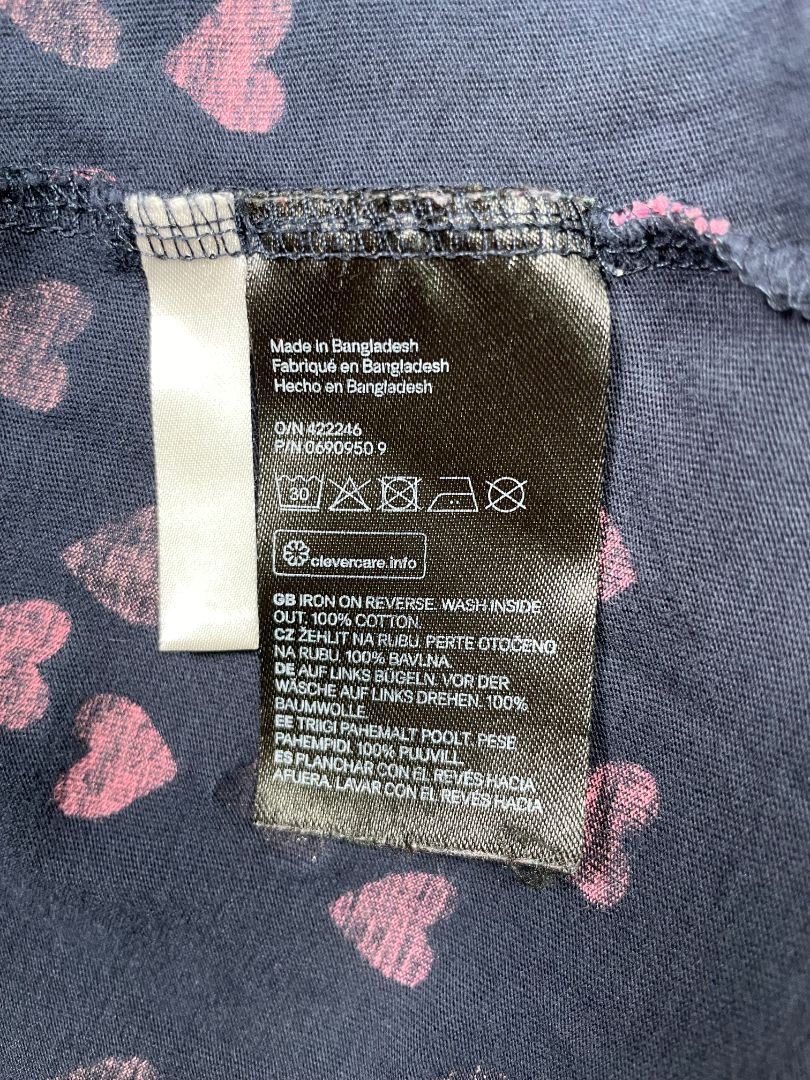 Made in Bangladesh
Fabriqué en Bangladesh
Hecho en Bangladesh
O/N 422246
P/N 0690950 9
30
clevercare.info
GB IRON ON REVERSE. WASH INSIDE
OUT. 100% COTTON.
CZ ŽEHLIT NA RUBU. PERTE OTOČENO
NA RUBU. 100% BAVLNA.
DE AUF LINKS BÜGELN. VOR DER
WÄSCHE AUF LINKS DREHEN. 100%
BAUMWOLLE.
EE TRIIGI PAHEMALT POOLT. PESE
PAHEMPIDI. 100% PUUVILL.
ES PLANCHAR CON EL REVÉS HACIA
AFUERA. LAVAR CON EL REVÉS HACIA